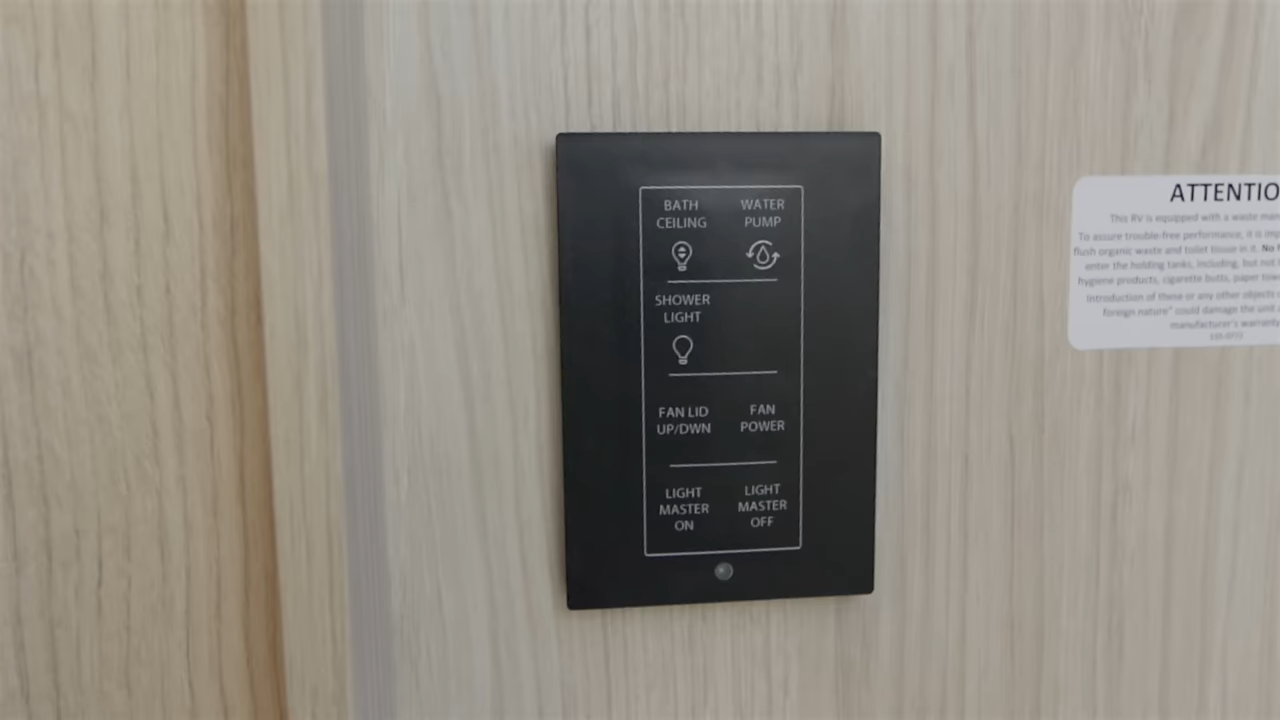 BATH
CEILING
WATER
PUMP
SHOWER
LIGHT
FAN LID
UP/DWN
FAN
POWER
LIGHT
MASTER
ON
LIGHT
MASTER
OFF
ATTENTIO
This RV is equipped with a waste
To assure trouble-free performance, it is
flush organic waste and toilet tissue in it. No
enter the holding tanks, including, but not
hygiene products, cigarette butts, paper
Introduction of these or any other objects
foreign nature" could damage the unit
manufacturer's warranty